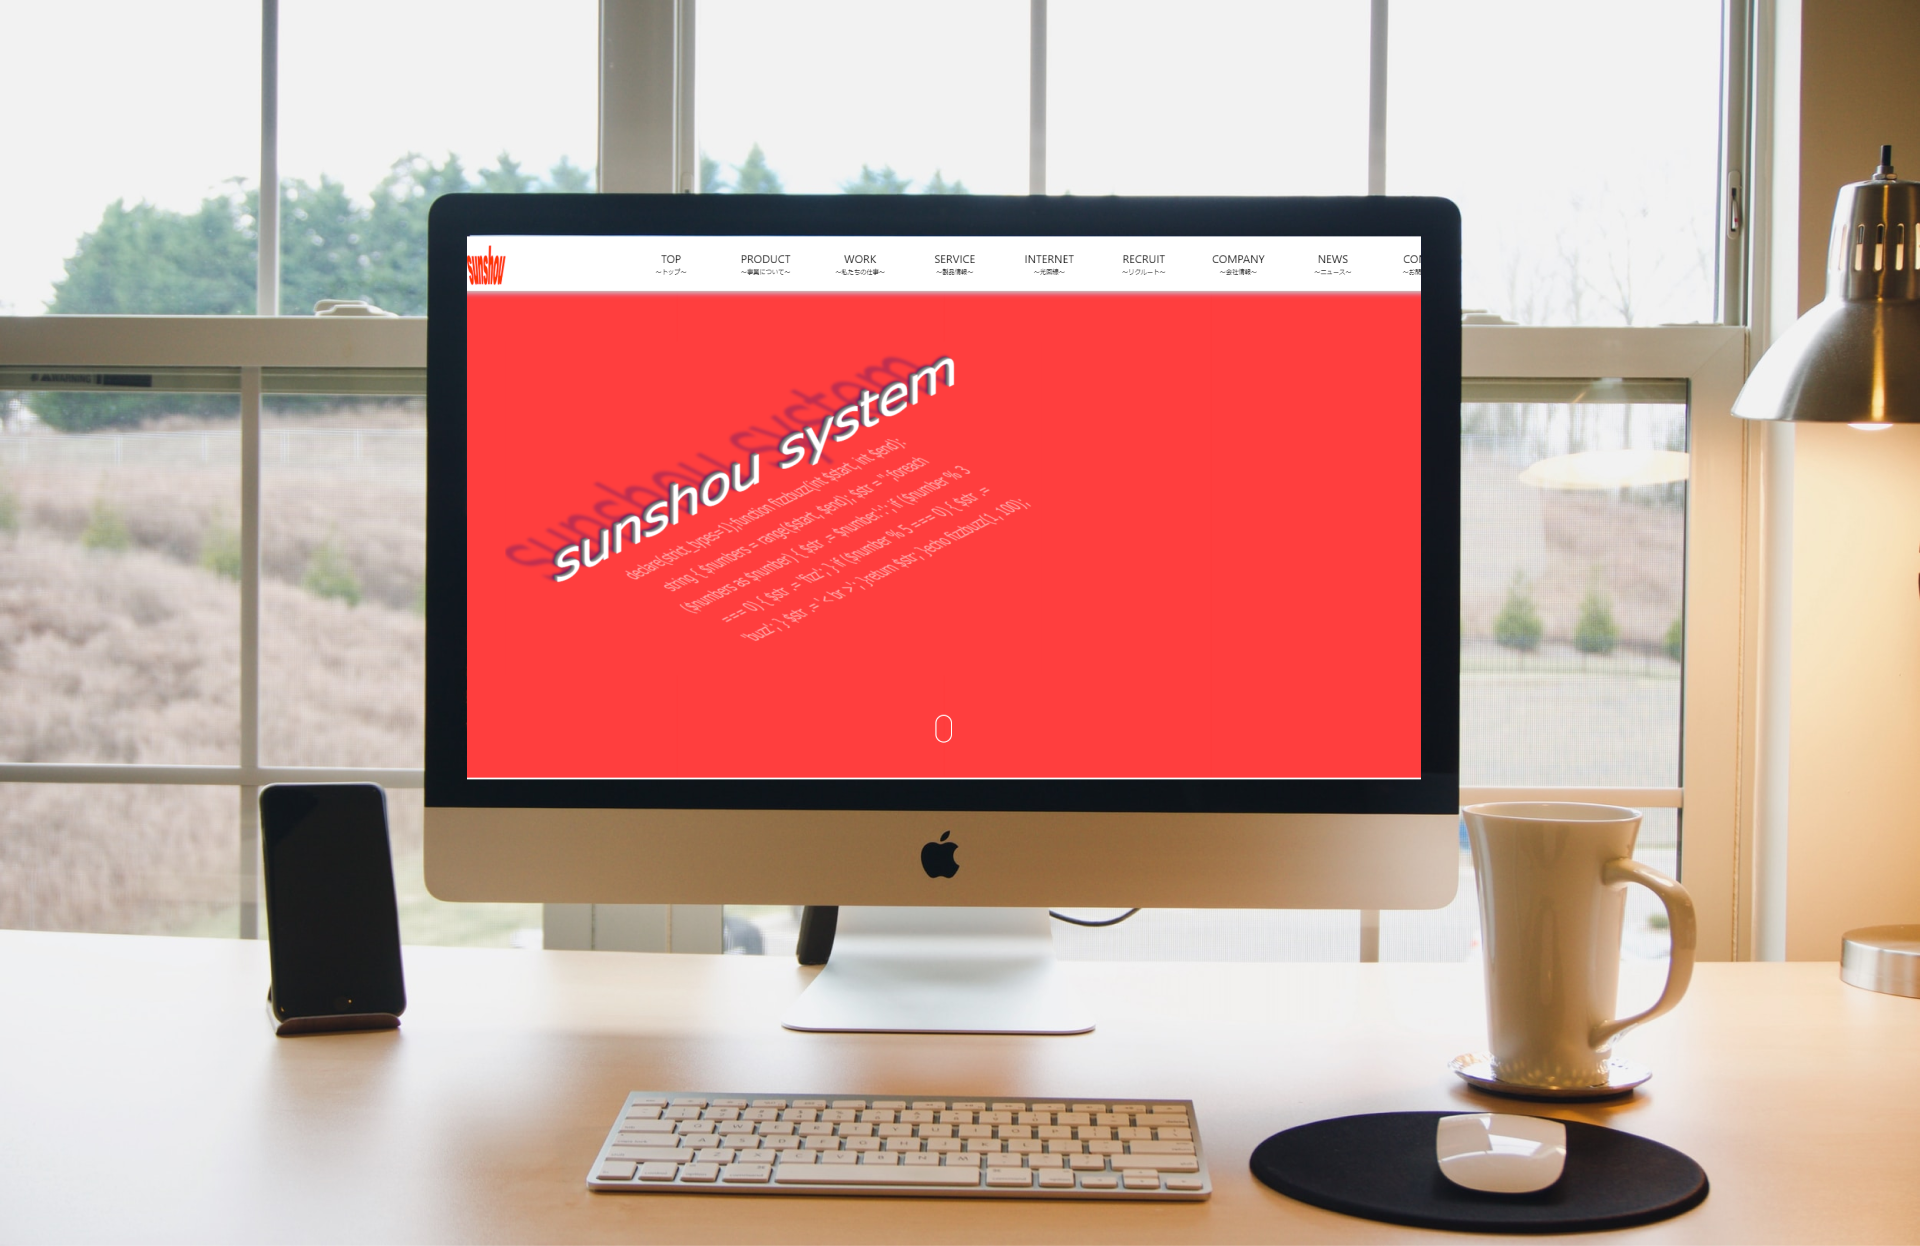 sunshou
TOP
～トップ～
PRODUCT
～事業について～
WORK
～私たちの仕事～
SERVICE
～製品情報～
INTERNET
～光回線～
RECRUIT
～リクルート～
COMPANY
～会社情報～
NEWS
～ニュース～
sunshou system
declare(strict_types=1);function fizzbuzz(int $start, int $end):
string { $numbers = range($start, $end); $str = '' ;foreach
($numbers as $number) { $str .= $number.':'; if ($number % 3
=== 0) { $str .= 'fizz'; } if ($number % 5 === 0) { $str .=
'buzz'; } $str .= '< br >'; }return $str; }echo fizzbuzz(1, 100);